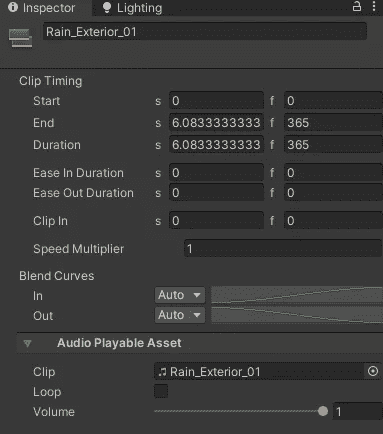 Inspector Lighting
Rain_Exterior_01
Clip Timing
Start s 0 f 0
End s 6.0833333333 f 365
Duration s 6.0833333333 f 365
Ease In Duration s 0 f 0
Ease Out Duration s 0 f 0
Clip In s 0 f 0
Speed Multiplier 1
Blend Curves
In Auto
Out Auto
Audio Playable Asset
Clip Rain_Exterior_01
Loop
Volume 1